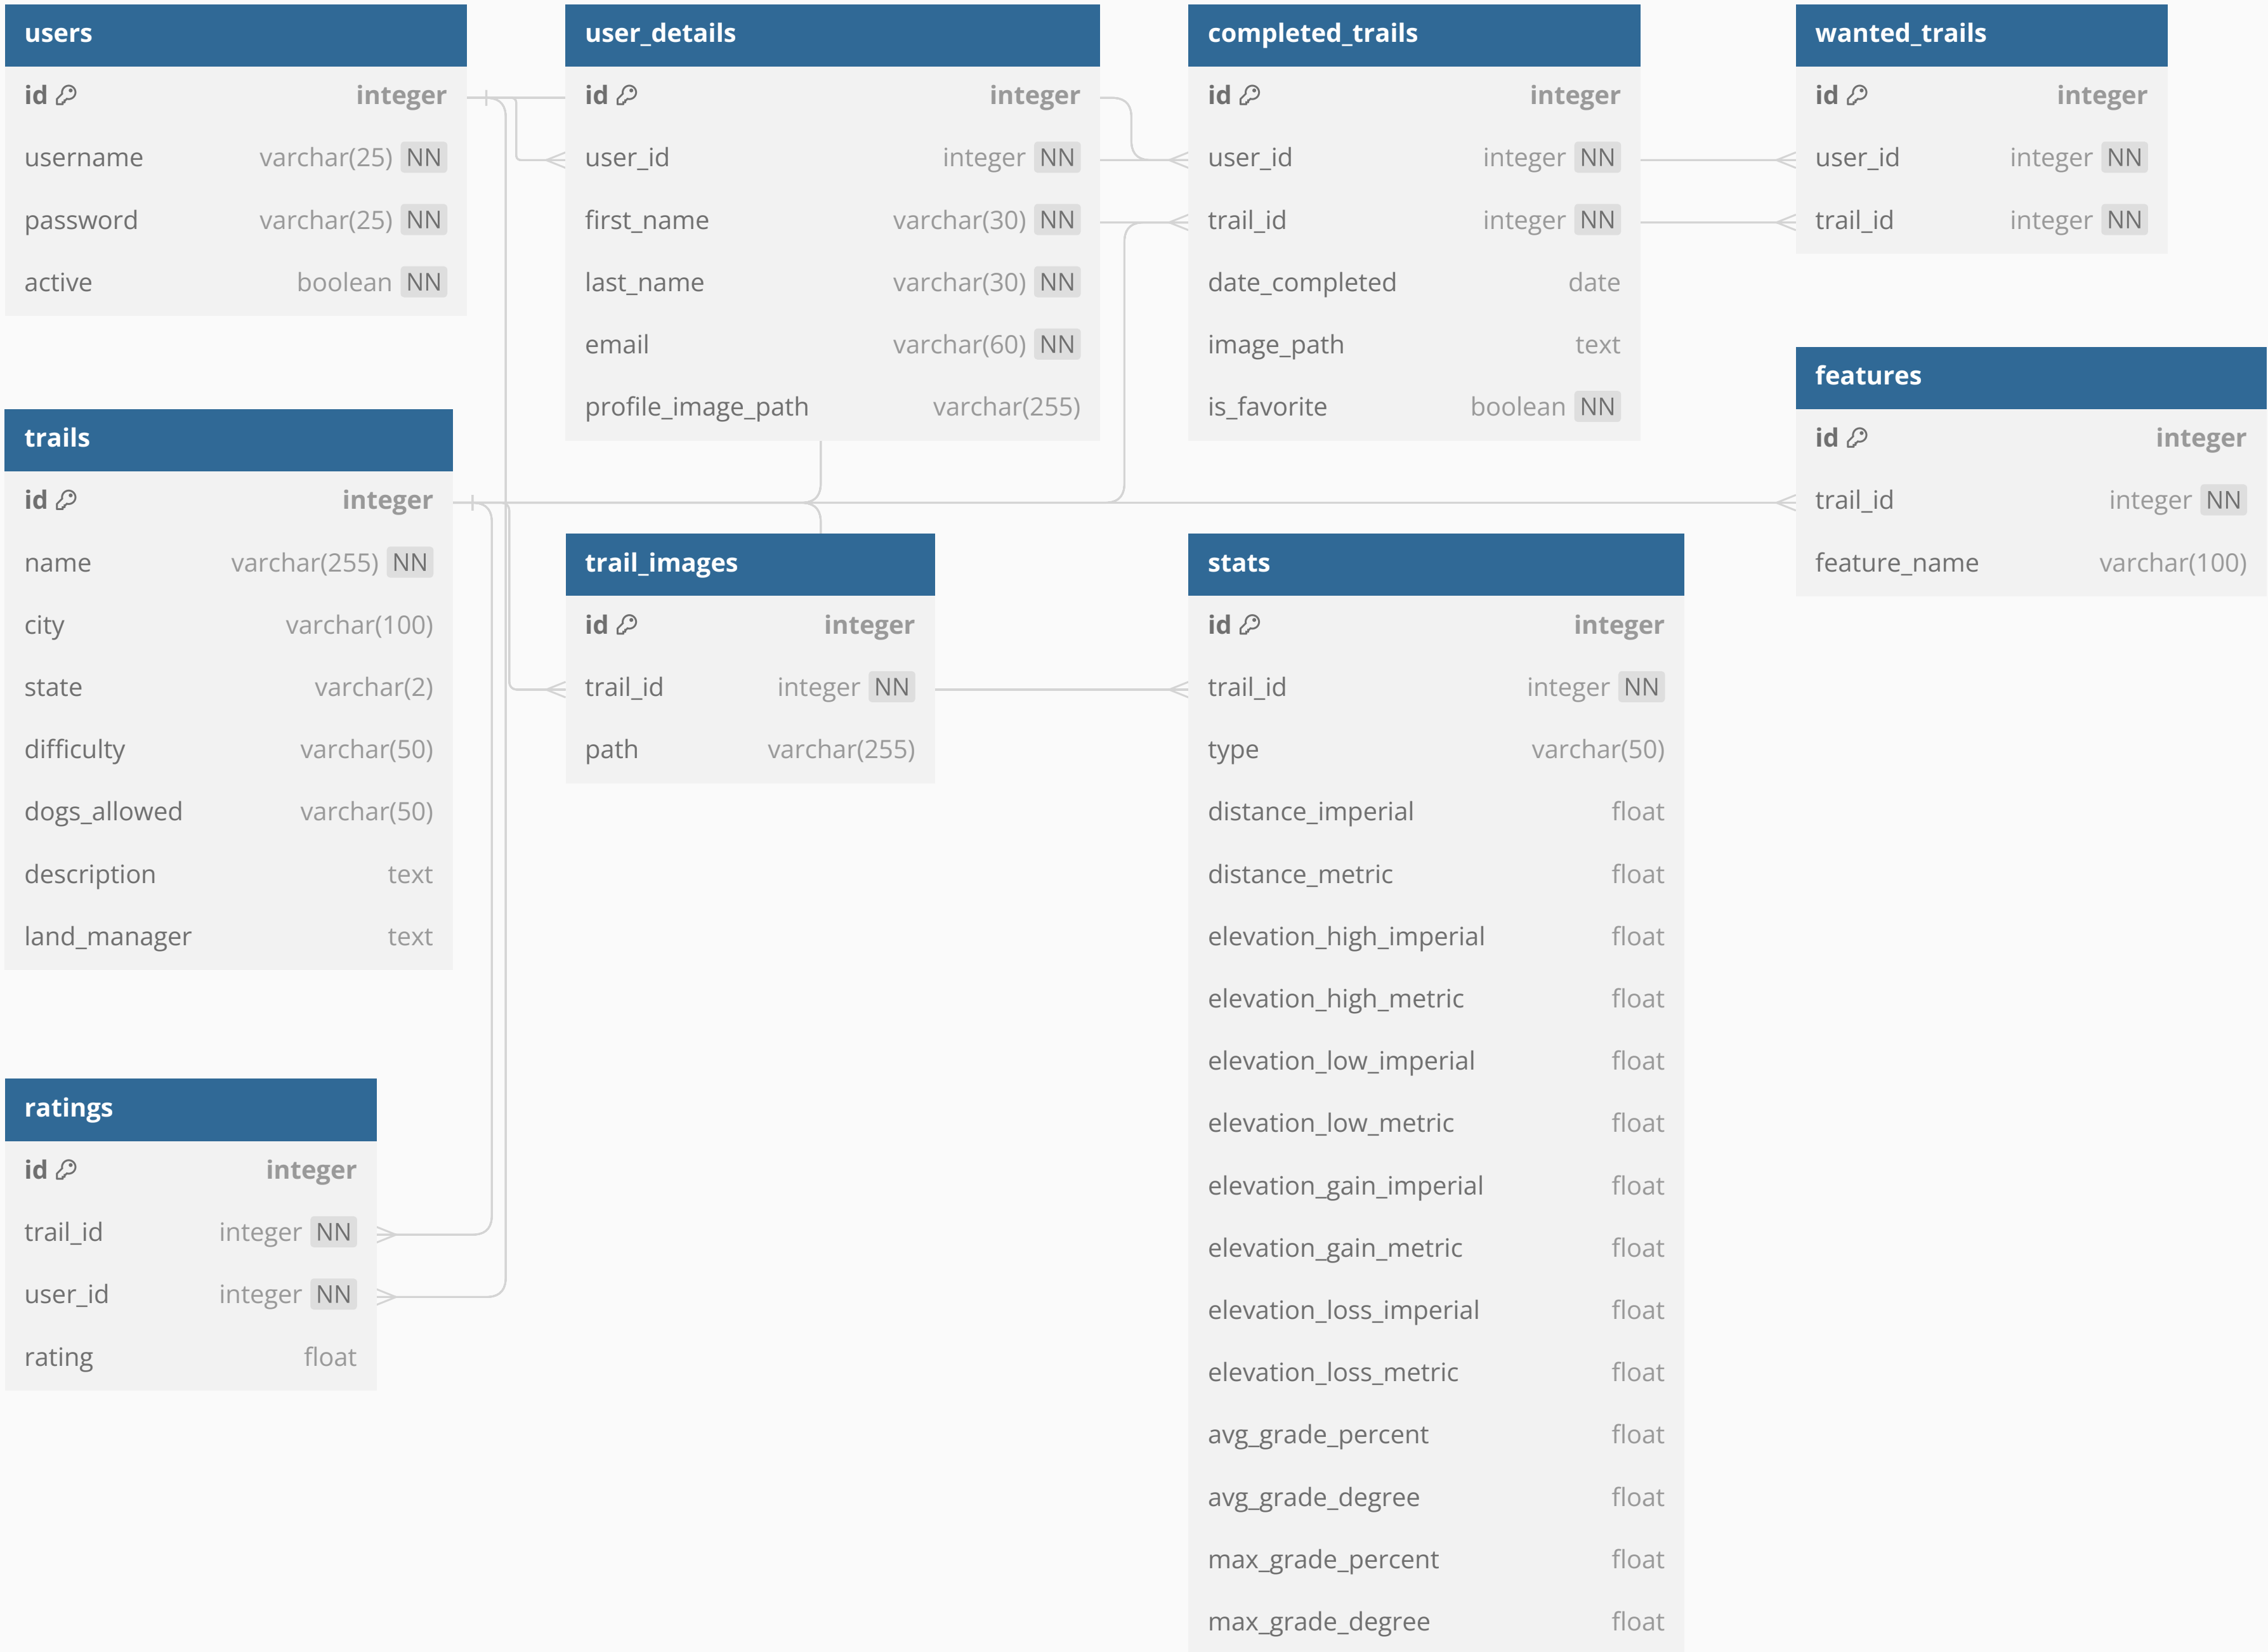 users
id integer
username varchar(25) NN
password varchar(25) NN
active boolean NN
user_details
id integer
user_id integer NN
first_name varchar(30) NN
last_name varchar(30) NN
email varchar(60) NN
profile_image_path varchar(255)
completed_trails
id integer
user_id integer NN
trail_id integer NN
date_completed date
image_path text
is_favorite boolean NN
wanted_trails
id integer
user_id integer NN
trail_id integer NN
features
id integer
trail_id integer NN
feature_name varchar(100)
trails
id integer
name varchar(255) NN
city varchar(100)
state varchar(2)
difficulty varchar(50)
dogs_allowed varchar(50)
description text
land_manager text
trail_images
id integer
trail_id integer NN
path varchar(255)
stats
id integer
trail_id integer NN
type varchar(50)
distance_imperial float
distance_metric float
elevation_high_imperial float
elevation_high_metric float
elevation_low_imperial float
elevation_low_metric float
elevation_gain_imperial float
elevation_gain_metric float
elevation_loss_imperial float
elevation_loss_metric float
avg_grade_percent float
avg_grade_degree float
max_grade_percent float
max_grade_degree float
ratings
id integer
trail_id integer NN
user_id integer NN
rating float